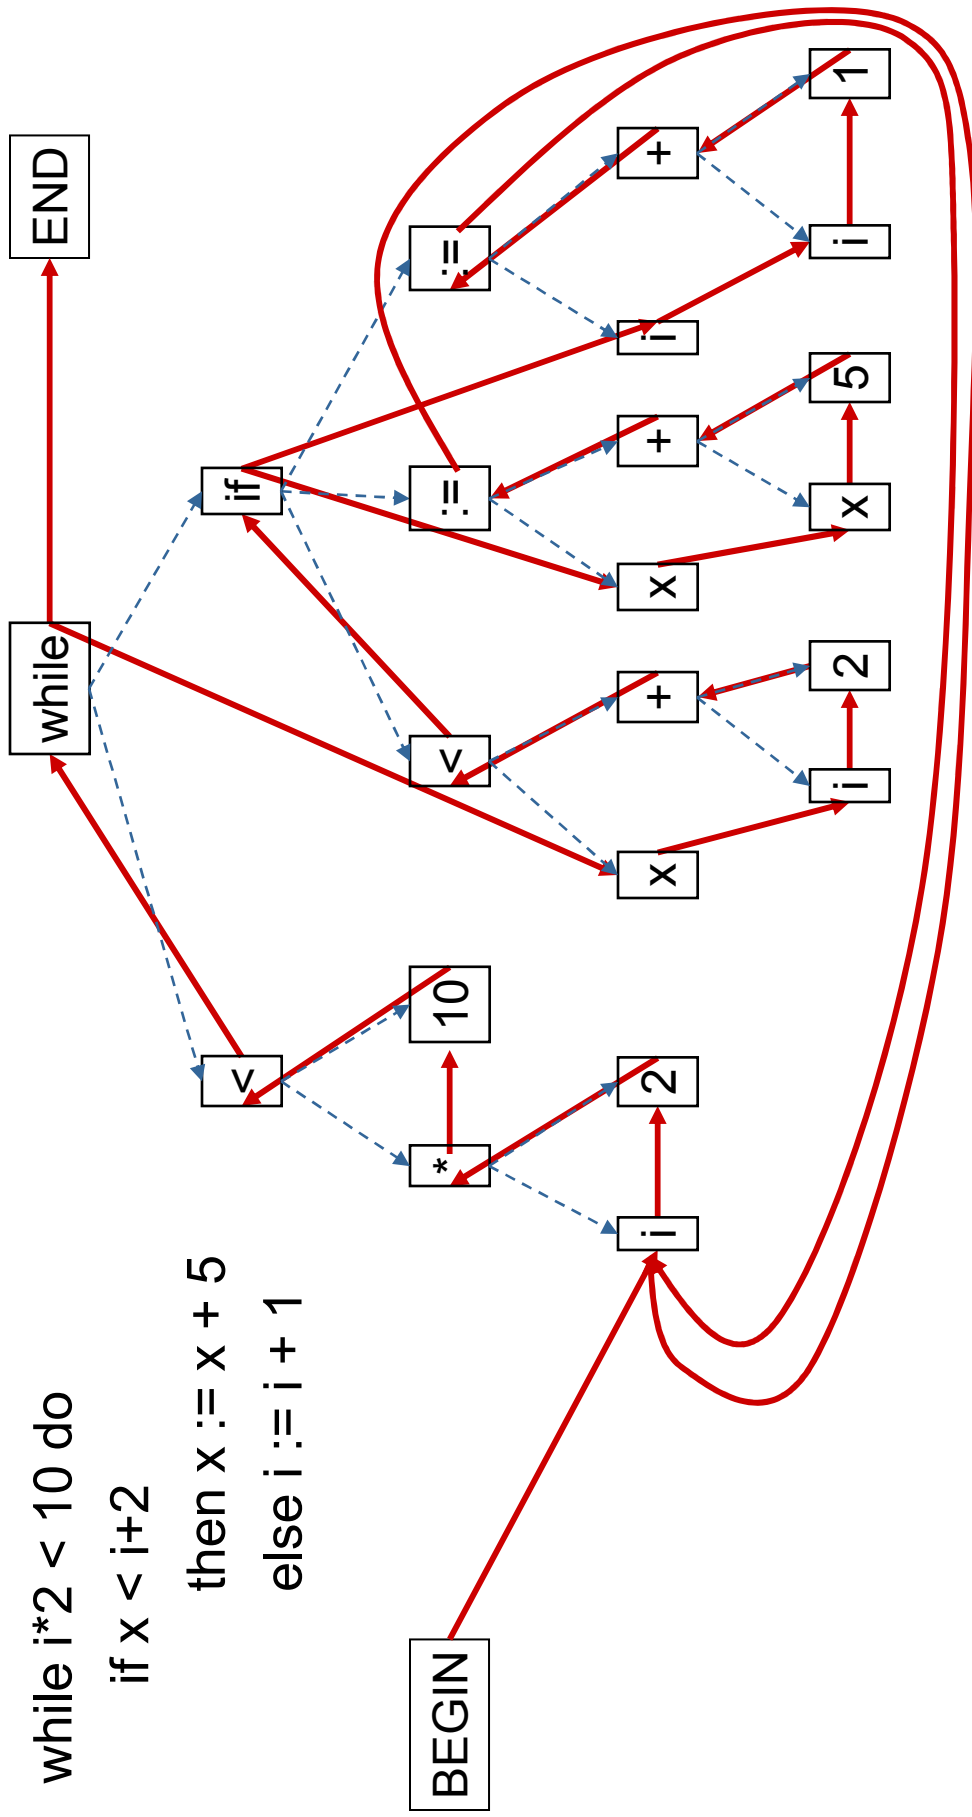 while i*2 < 10 do
if x < i+2
then x := x + 5
else i := i + 1
while
END
<
if
BEGIN
*
10
<
:=
:=
i
2
x
+
x
+
i
+
i
2
x
5
i
1